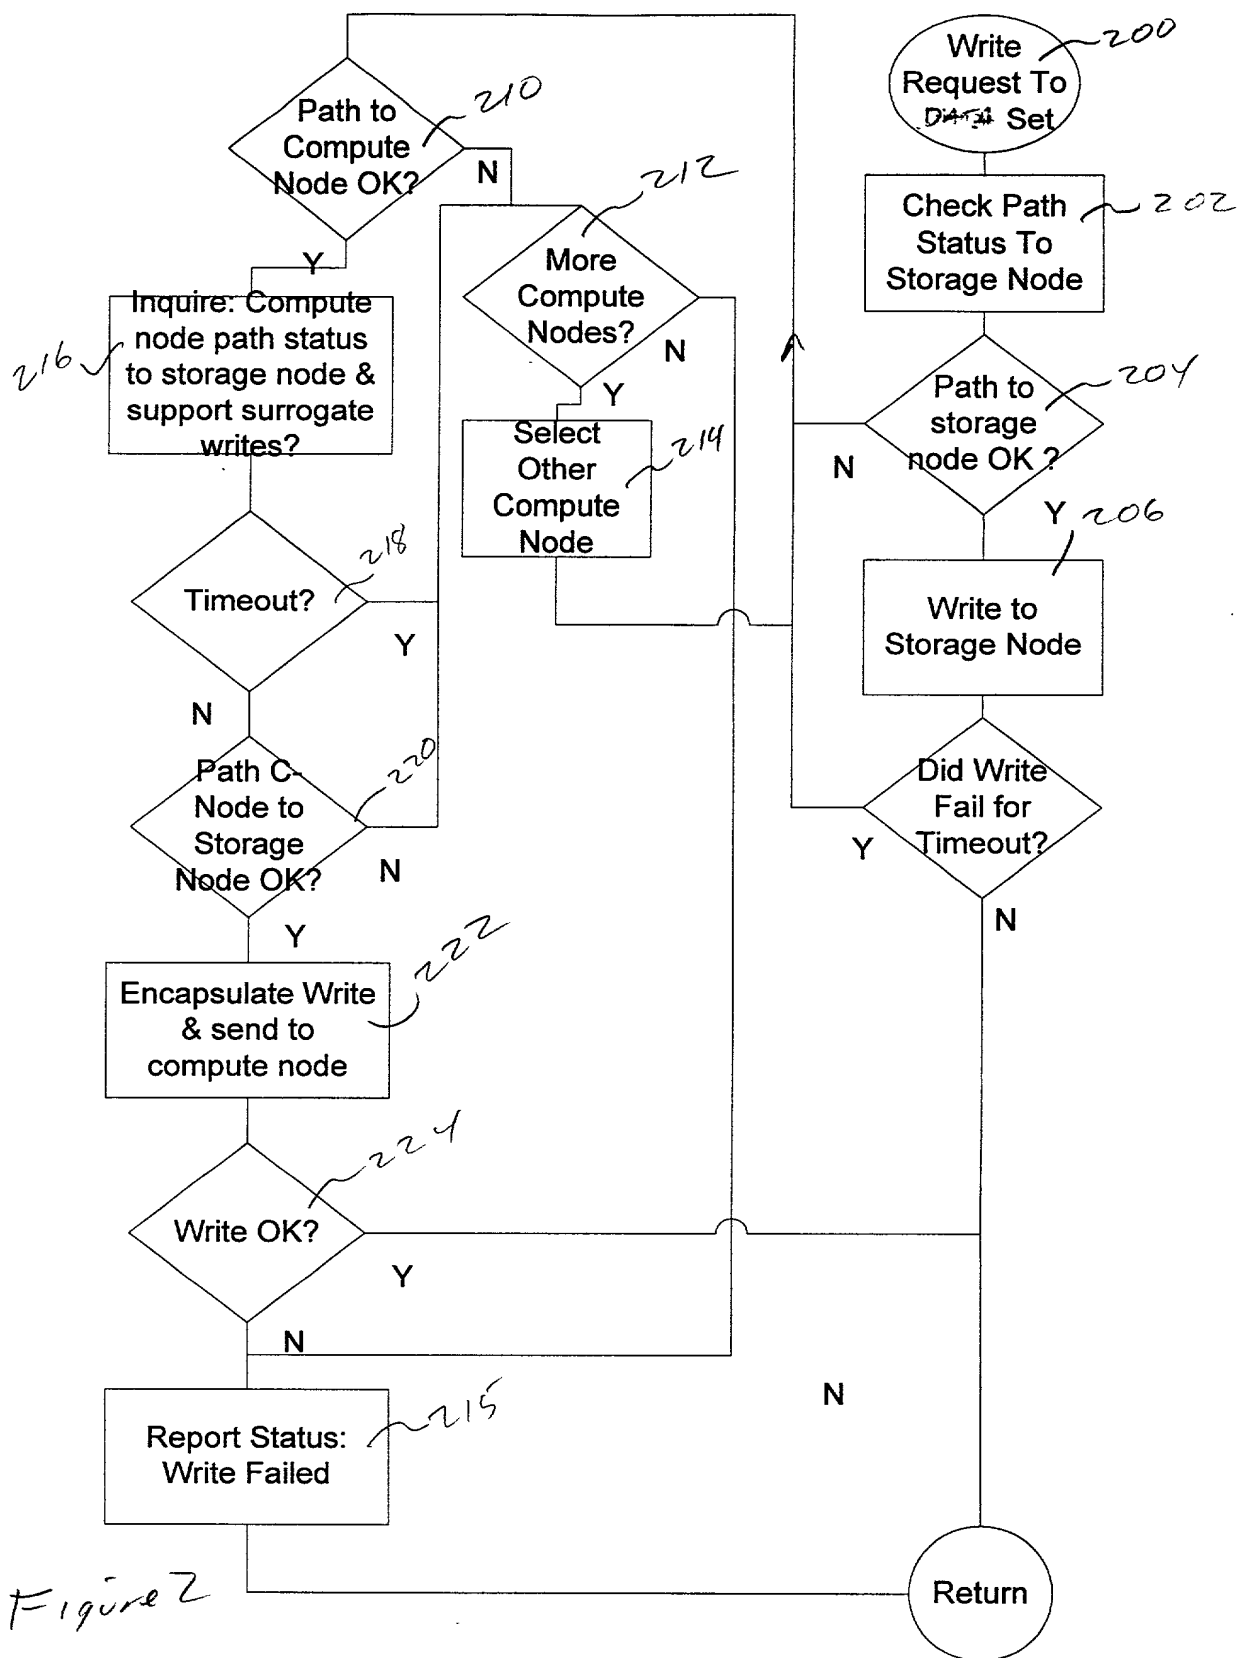 Write
Request To
Set
200
Check Path
Status To
Storage Node
202
Path to
storage
node OK ?
204
N
Y
206
Write to
Storage Node
Did Write
Fail for
Timeout?
Y
N
Path to
Compute
Node OK?
210
N
Y
More
Compute
Nodes?
212
N
Y
Select
Other
Compute
Node
214
Inquire: Compute
node path status
to storage node &
support surrogate
writes?
216
Timeout?
218
Y
N
Path C-
Node to
Storage
Node OK?
220
N
Y
Encapsulate Write
& send to
compute node
222
Write OK?
224
Y
N
Report Status:
Write Failed
215
N
Return
Figure 2